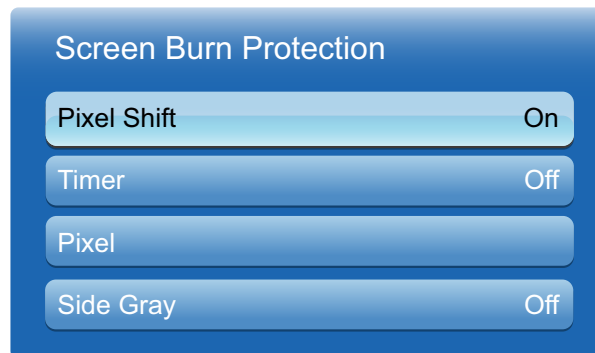 Screen Burn Protection
Pixel Shift On
Timer Off
Pixel
Side Gray Off